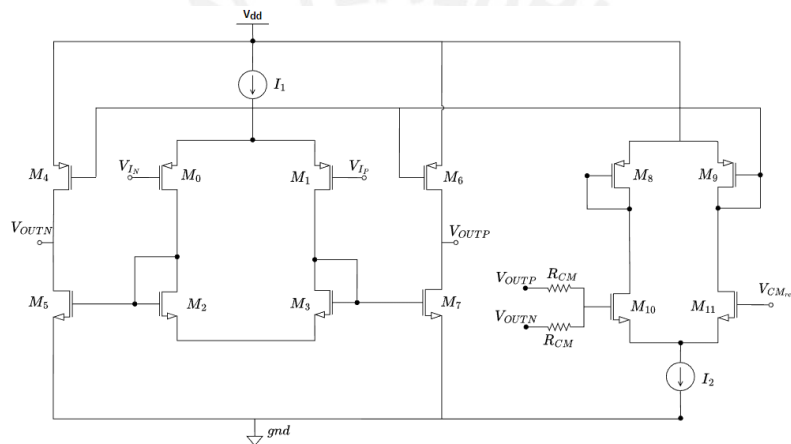 Vdd
I1
VIN
VIP
M4
M0
M1
M6
M8
M9
VOUTN
VOUTP
M5
M2
M3
M7
VOUTP
RCM
VOUTN
RCM
M10
M11
VCMre
I2
gnd